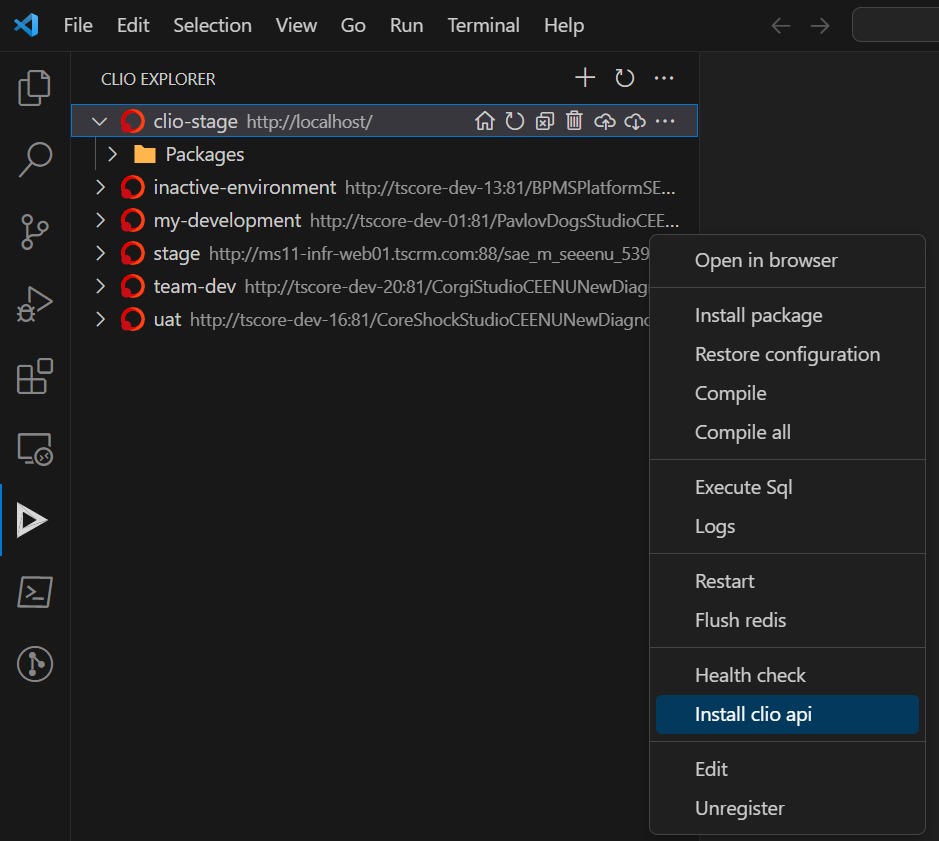 File Edit Selection View Go Run Terminal Help
CLIO EXPLORER
clio-stage http://localhost/
Packages
inactive-environment http://tscore-dev-13:81/BPMSPlatformSE...
my-development http://tscore-dev-01:81/PavlovDogsStudioCEE...
stage http://ms11-infr-web01.tscrm.com:88/sae_m_seeenu_539
team-dev http://tscore-dev-20:81/CorgiStudioCEENUNewDiag
uat http://tscore-dev-16:81/CoreShockStudioCEENUNewDiagno
Open in browser
Install package
Restore configuration
Compile
Compile all
Execute Sql
Logs
Restart
Flush redis
Health check
Install clio api
Edit
Unregister